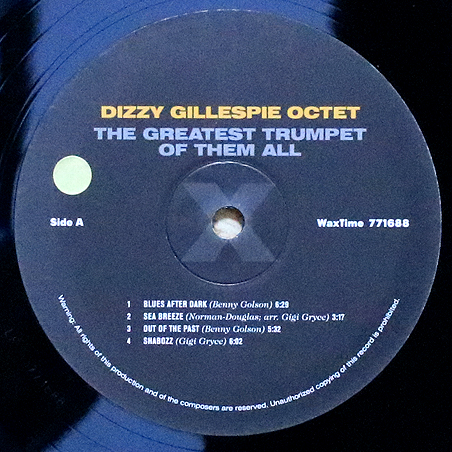 DIZZY GILLESPIE OCTET
THE GREATEST TRUMPET
OF THEM ALL
X
Side A
WaxTime 771688
1 BLUES AFTER DARK (Benny Golson) 6:29
2 SEA BREEZE (Norman-Douglas; arr. Gigi Gryce) 3:17
3 OUT OF THE PAST (Benny Golson) 5:32
4 SHABOZZ (Gigi Gryce) 6:02
Warning: All rights of this production and of the composers are reserved. Unauthorized copying of this record is prohibited.